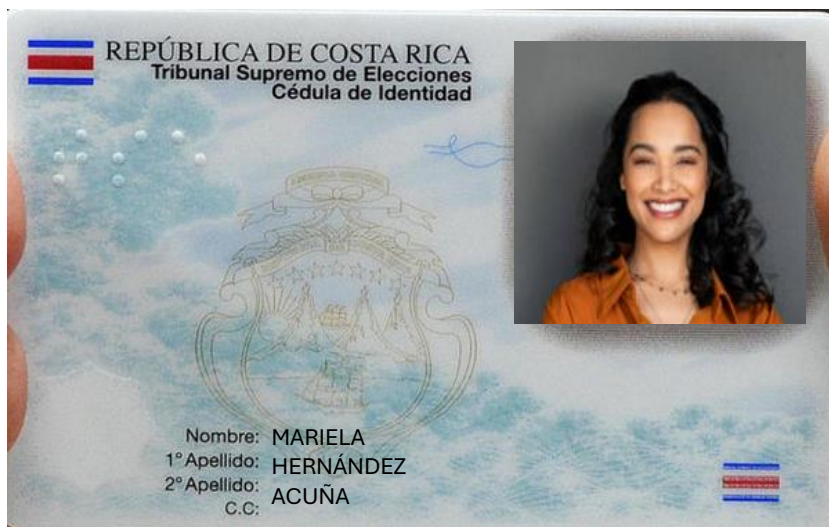 REPÚBLICA DE COSTA RICA
Tribunal Supremo de Elecciones
Cédula de Identidad
Nombre: MARIELA
1° Apellido: HERNÁNDEZ
2° Apellido: ACUÑA
C.C: